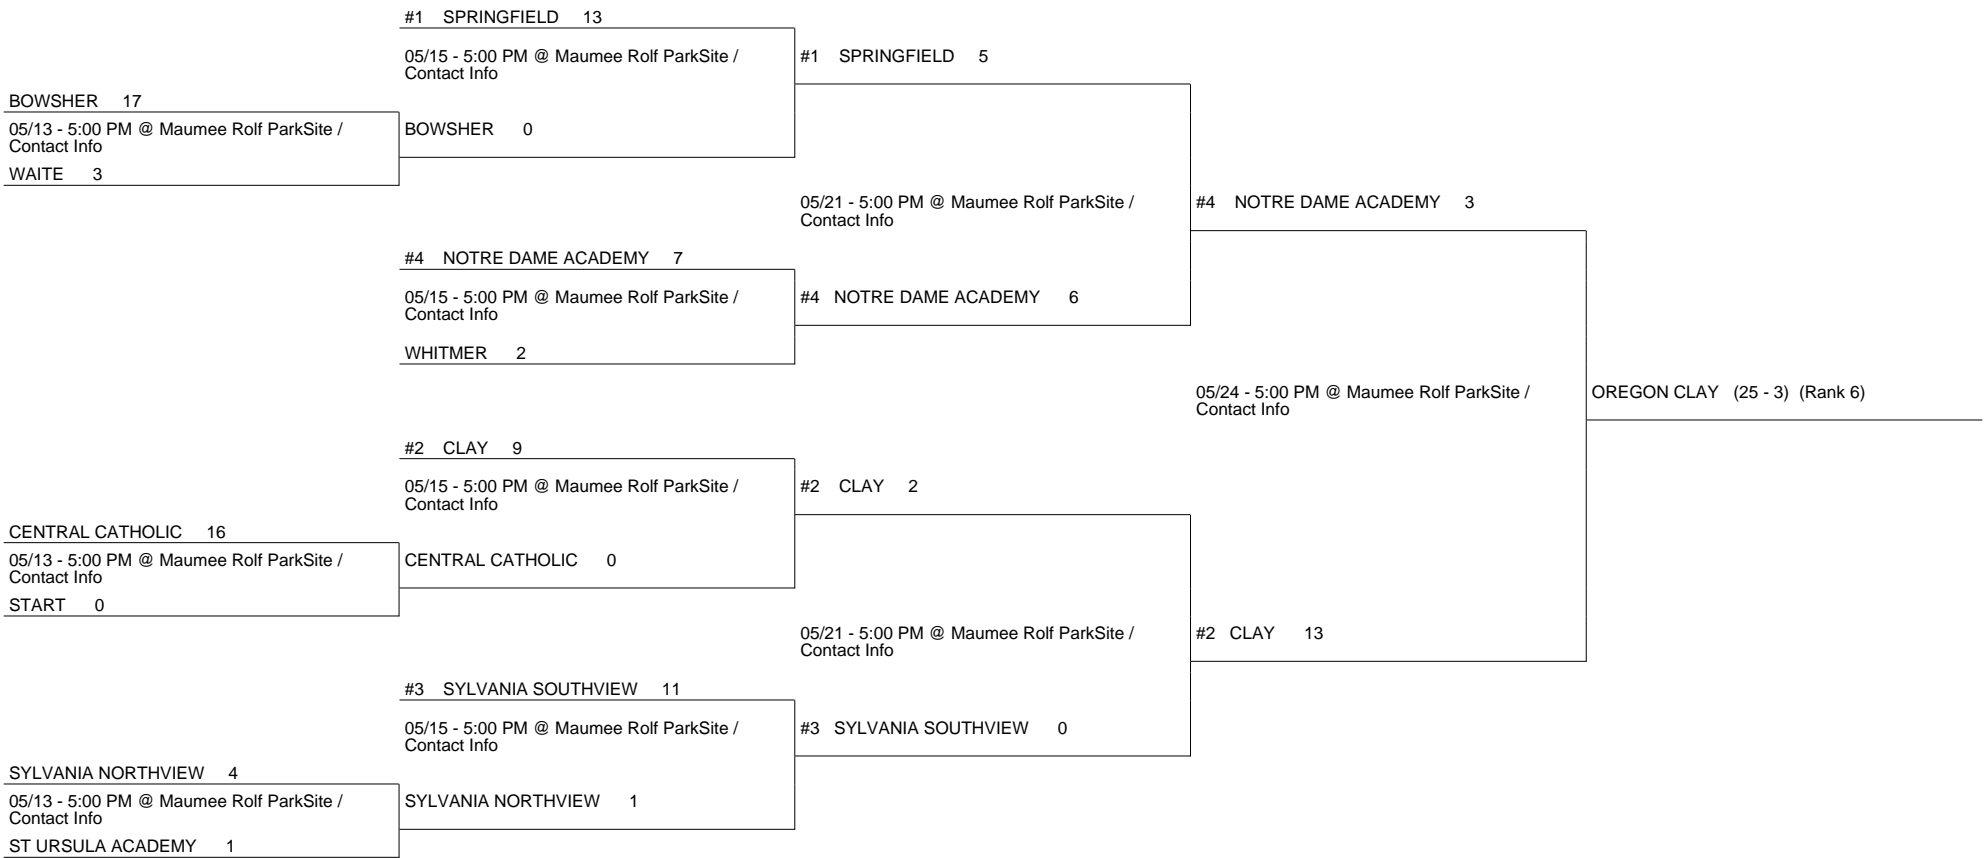 #1 SPRINGFIELD 13
05/15 - 5:00 PM @ Maumee Rolf ParkSite /
Contact Info
#1 SPRINGFIELD 5
BOWSHER 17
05/13 - 5:00 PM @ Maumee Rolf ParkSite /
Contact Info
BOWSHER 0
WAITE 3
05/21 - 5:00 PM @ Maumee Rolf ParkSite /
Contact Info
#4 NOTRE DAME ACADEMY 3
#4 NOTRE DAME ACADEMY 7
05/15 - 5:00 PM @ Maumee Rolf ParkSite /
Contact Info
#4 NOTRE DAME ACADEMY 6
WHITMER 2
05/24 - 5:00 PM @ Maumee Rolf ParkSite /
Contact Info
OREGON CLAY (25 - 3) (Rank 6)
#2 CLAY 9
05/15 - 5:00 PM @ Maumee Rolf ParkSite /
Contact Info
#2 CLAY 2
CENTRAL CATHOLIC 16
05/13 - 5:00 PM @ Maumee Rolf ParkSite /
Contact Info
CENTRAL CATHOLIC 0
START 0
05/21 - 5:00 PM @ Maumee Rolf ParkSite /
Contact Info
#2 CLAY 13
#3 SYLVANIA SOUTHVIEW 11
05/15 - 5:00 PM @ Maumee Rolf ParkSite /
Contact Info
#3 SYLVANIA SOUTHVIEW 0
SYLVANIA NORTHVIEW 4
05/13 - 5:00 PM @ Maumee Rolf ParkSite /
Contact Info
SYLVANIA NORTHVIEW 1
ST URSULA ACADEMY 1